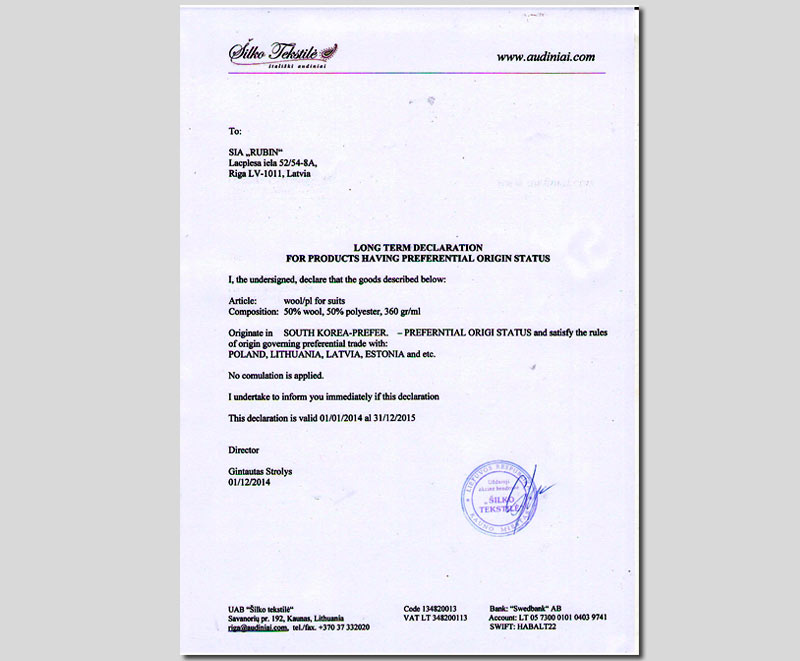 Šilko Tekstilė
itališki audiniai
www.audiniai.com
To:
SIA „RUBIN“
Lacplesa iela 52/54-8A,
Riga LV-1011, Latvia
LONG TERM DECLARATION
FOR PRODUCTS HAVING PREFERENTIAL ORIGIN STATUS
I, the undersigned, declare that the goods described below:
Article: wool/pl for suits
Composition: 50% wool, 50% polyester, 360 gr/ml
Originate in SOUTH KOREA-PREFER. – PREFERNTIAL ORIGI STATUS and satisfy the rules
of origin governing preferential trade with:
POLAND, LITHUANIA, LATVIA, ESTONIA and etc.
No comulation is applied.
I undertake to inform you immediately if this declaration
This declaration is valid 01/01/2014 al 31/12/2015
Director
Gintautas Strolys
01/12/2014
LIETUVOS
Uždaroji
akcinė bendrovė
„ŠILKO
TEKSTILĖ“
KAUNO
UAB “Šilko tekstilė“
Savanorių pr. 192, Kaunas, Lithuania
riga@audiniai.com, tel./fax. +370 37 332020
Code 134820013
VAT LT 348200113
Bank: “Swedbank“ AB
Account: LT 05 7300 0101 0403 9741
SWIFT: HABALT22